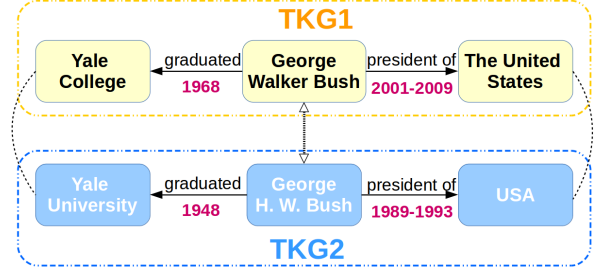 TKG1
Yale
College
graduated
1968
George
Walker Bush
president of
2001-2009
The United
States
Yale
University
graduated
1948
George
H. W. Bush
president of
1989-1993
USA
TKG2